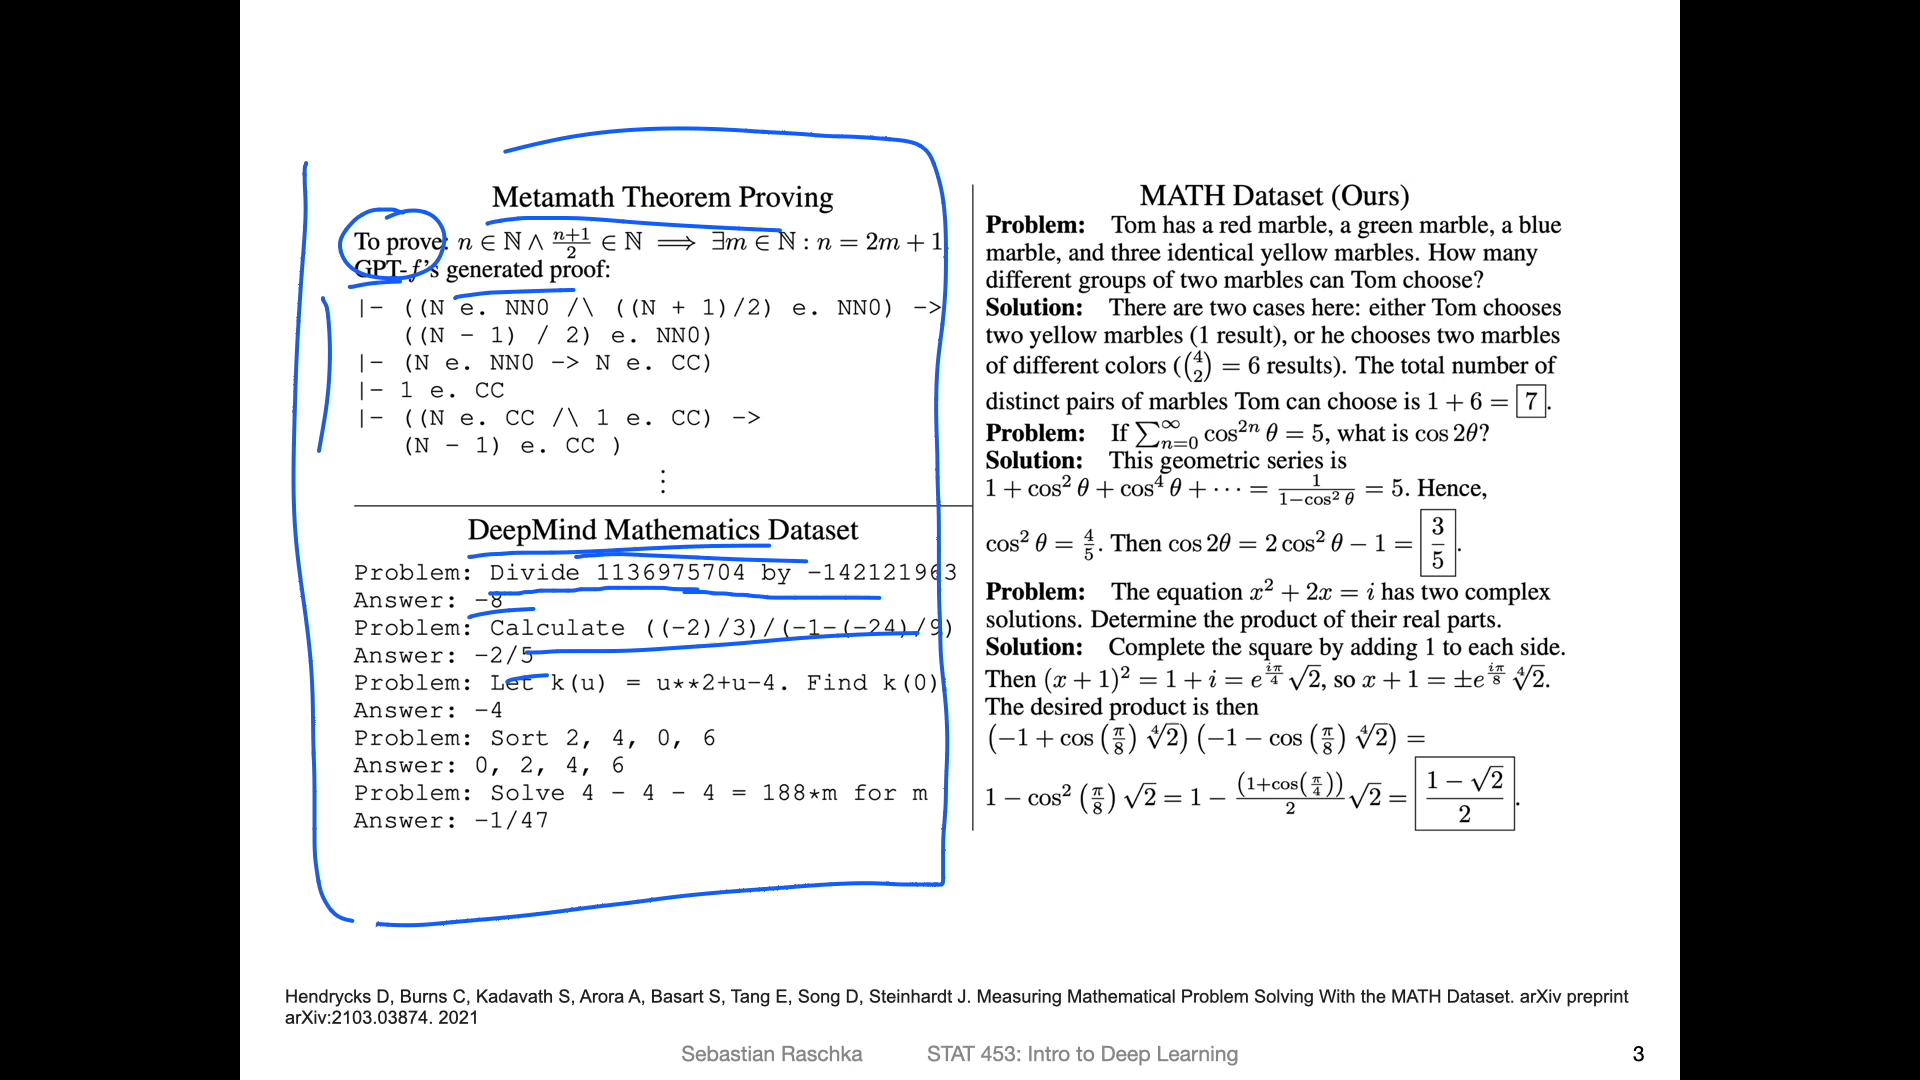 Metamath Theorem Proving
To prove: n ∈ ℕ ∧ (n+1)/2 ∈ ℕ ⟹ ∃m ∈ ℕ : n = 2m + 1
GPT-f's generated proof:
|- ((N e. NN0 /\ ((N + 1)/2) e. NN0) ->
((N - 1) / 2) e. NN0)
|- (N e. NN0 -> N e. CC)
|- 1 e. CC
|- ((N e. CC /\ 1 e. CC) ->
(N - 1) e. CC )
⋮
DeepMind Mathematics Dataset
Problem: Divide 1136975704 by -142121963
Answer: -8
Problem: Calculate ((-2)/3)/(-1-(-24)/9)
Answer: -2/5
Problem: Let k(u) = u**2+u-4. Find k(0)
Answer: -4
Problem: Sort 2, 4, 0, 6
Answer: 0, 2, 4, 6
Problem: Solve 4 - 4 - 4 = 188*m for m
Answer: -1/47
MATH Dataset (Ours)
Problem: Tom has a red marble, a green marble, a blue
marble, and three identical yellow marbles. How many
different groups of two marbles can Tom choose?
Solution: There are two cases here: either Tom chooses
two yellow marbles (1 result), or he chooses two marbles
of different colors ((4 2) = 6 results). The total number of
distinct pairs of marbles Tom can choose is 1 + 6 = 7.
Problem: If ∑_{n=0}^{∞} cos^{2n} θ = 5, what is cos 2θ?
Solution: This geometric series is
1 + cos² θ + cos⁴ θ + ··· = 1/(1−cos² θ) = 5. Hence,
cos² θ = 4/5. Then cos 2θ = 2 cos² θ − 1 = 3/5.
Problem: The equation x² + 2x = i has two complex
solutions. Determine the product of their real parts.
Solution: Complete the square by adding 1 to each side.
Then (x + 1)² = 1 + i = e^{iπ/4} √2, so x + 1 = ±e^{iπ/8} ∜2.
The desired product is then
(−1 + cos (π/8) ∜2) (−1 − cos (π/8) ∜2) =
1 − cos² (π/8) √2 = 1 − (1+cos(π/4))/2 √2 = (1 − √2)/2.
Hendrycks D, Burns C, Kadavath S, Arora A, Basart S, Tang E, Song D, Steinhardt J. Measuring Mathematical Problem Solving With the MATH Dataset. arXiv preprint
arXiv:2103.03874. 2021
Sebastian Raschka STAT 453: Intro to Deep Learning 3